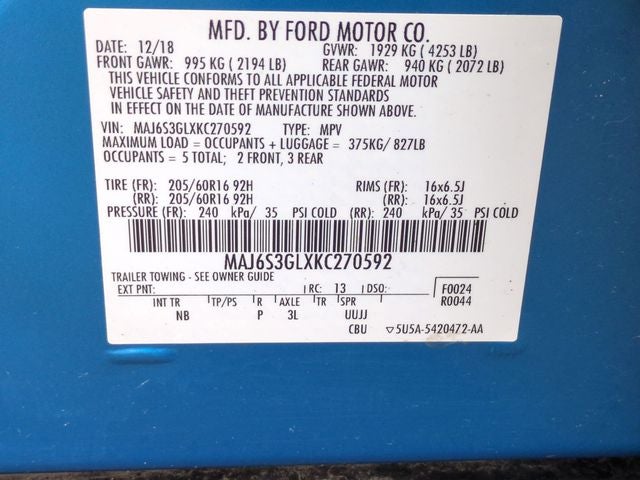 MFD. BY FORD MOTOR CO.
DATE: 12/18 GVWR: 1929 KG ( 4253 LB)
FRONT GAWR: 995 KG ( 2194 LB) REAR GAWR: 940 KG ( 2072 LB)
THIS VEHICLE CONFORMS TO ALL APPLICABLE FEDERAL MOTOR
VEHICLE SAFETY AND THEFT PREVENTION STANDARDS
IN EFFECT ON THE DATE OF MANUFACTURE SHOWN ABOVE.
VIN: MAJ6S3GLXKC270592 TYPE: MPV
MAXIMUM LOAD = OCCUPANTS + LUGGAGE = 375KG/ 827LB
OCCUPANTS = 5 TOTAL; 2 FRONT, 3 REAR
TIRE (FR): 205/60R16 92H RIMS (FR): 16x6.5J
(RR): 205/60R16 92H (RR): 16x6.5J
PRESSURE (FR): 240 kPa/ 35 PSI COLD (RR): 240 kPa/ 35 PSI COLD
MAJ6S3GLXKC270592
TRAILER TOWING - SEE OWNER GUIDE
EXT PNT: RC: 13 DSO: F0024
INT TR TP/PS R AXLE TR SPR R0044
NB P 3L UUJJ
CBU ▽5U5A-5420472-AA